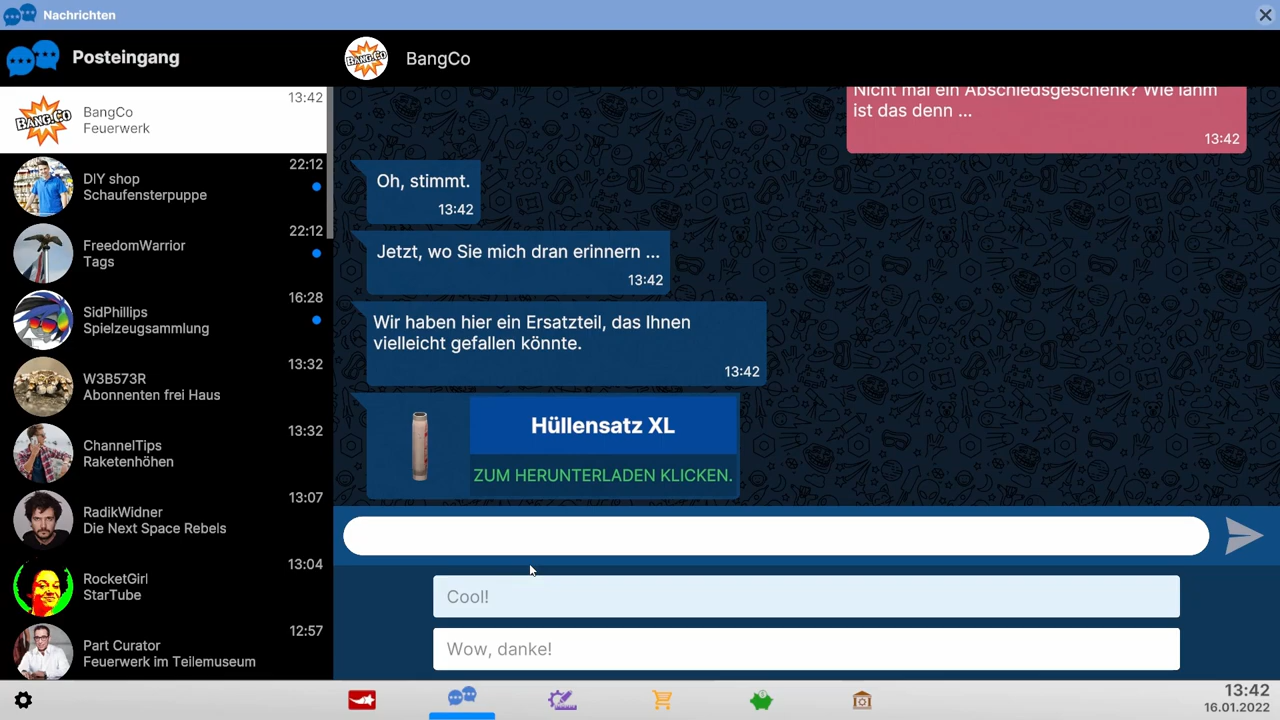 Nachrichten
Posteingang
BangCo
13:42
BangCo
Feuerwerk
BANG.CO
22:12
DIY shop
Schaufensterpuppe
22:12
FreedomWarrior
Tags
16:28
SidPhillips
Spielzeugsammlung
13:32
W3B573R
Abonnenten frei Haus
13:32
ChannelTips
Raketenhöhen
13:07
RadikWidner
Die Next Space Rebels
13:04
RocketGirl
StarTube
12:57
Part Curator
Feuerwerk im Teilemuseum
BANG.CO
Nicht mal ein Abschiedsgeschenk? Wie lahm
ist das denn ...
13:42
Oh, stimmt.
13:42
Jetzt, wo Sie mich dran erinnern ...
13:42
Wir haben hier ein Ersatzteil, das Ihnen
vielleicht gefallen könnte.
13:42
Hüllensatz XL
ZUM HERUNTERLADEN KLICKEN.
Cool!
Wow, danke!
13:42
16.01.2022